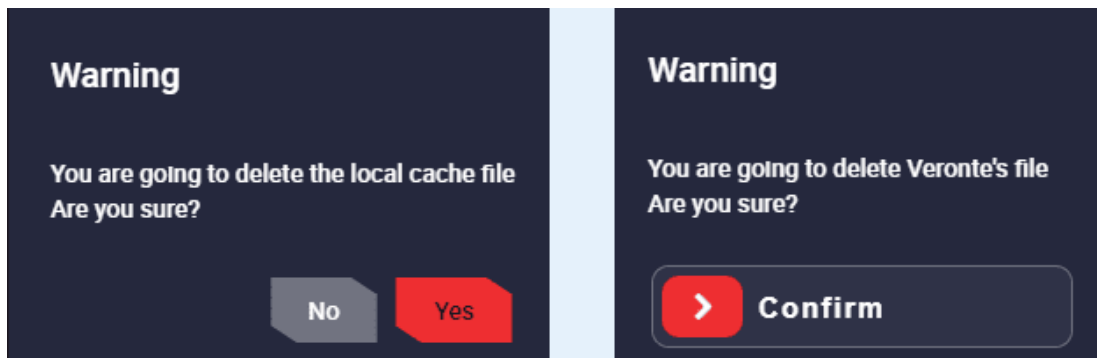 Warning
You are going to delete the local cache file
Are you sure?
No
Yes
Warning
You are going to delete Veronte's file
Are you sure?
Confirm